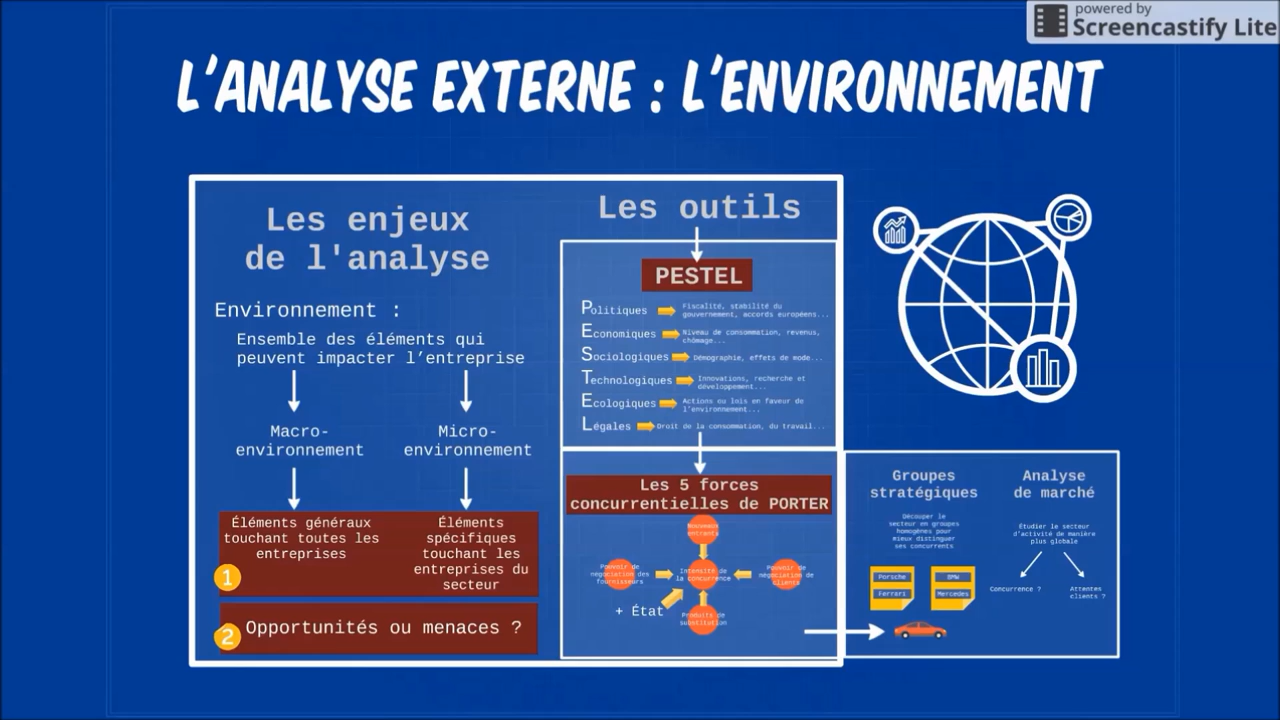 powered by
Screencastify Lite
L'ANALYSE EXTERNE : L'ENVIRONNEMENT
Les enjeux
de l'analyse
Environnement :
Ensemble des éléments qui
peuvent impacter l'entreprise
Macro-
environnement
Micro-
environnement
Éléments généraux
touchant toutes les
entreprises
Éléments
spécifiques
touchant les
entreprises du
secteur
1
2
Opportunités ou menaces ?
Les outils
PESTEL
Politiques
Fiscalité, stabilité du
gouvernement, accords européens...
Economiques
Niveau de consommation, revenus,
chômage...
Sociologiques
Démographie, effets de mode...
Technologiques
Innovations, recherche et
développement...
Ecologiques
Actions ou lois en faveur de
l'environnement...
Légales
Droit de la consommation, du travail...
Les 5 forces
concurrentielles de PORTER
Nouveaux
entrants
Pouvoir de
négociation des
fournisseurs
Intensité de
la concurrence
Pouvoir de
négociation de
clients
+ État
Produits de
substitution
Groupes
stratégiques
Découper le
secteur en groupes
homogènes pour
mieux distinguer
ses concurrents
Porsche
Ferrari
BMW
Mercedes
Analyse
de marché
Étudier le secteur
d'activité de manière
plus globale
Concurrence ?
Attentes
clients ?